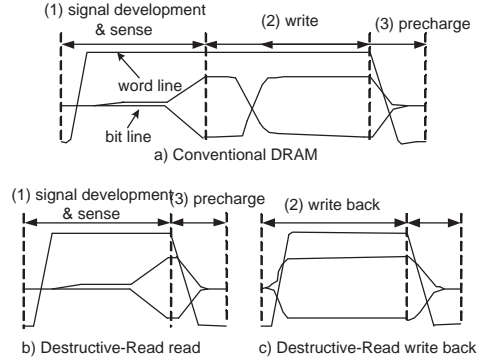 (1) signal development & sense
(2) write
(3) precharge
word line
bit line
a) Conventional DRAM
(1) signal development & sense
(3) precharge
(2) write back
b) Destructive-Read read
c) Destructive-Read write back